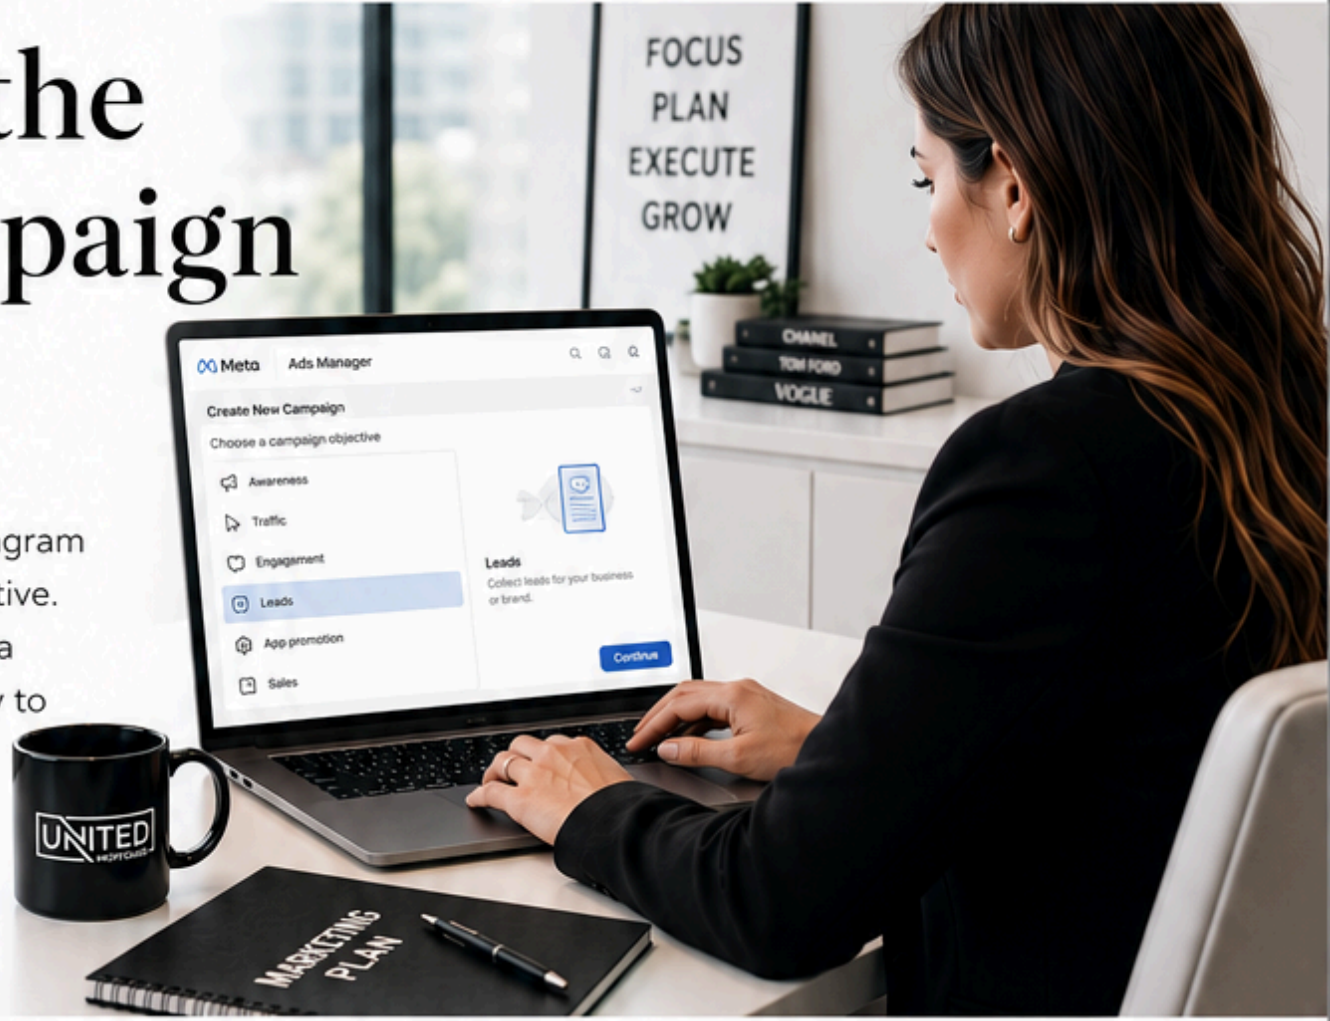 the
paign
gram
tive.
a
to
FOCUS
PLAN
EXECUTE
GROW
CHANEL
TOM FORD
VOGUE
Meta
Ads Manager
Create New Campaign
Choose a campaign objective
Awareness
Traffic
Engagement
Leads
App promotion
Sales
Leads
Collect leads for your business
or brand.
Continue
UNITED
MARKETING
PLAN